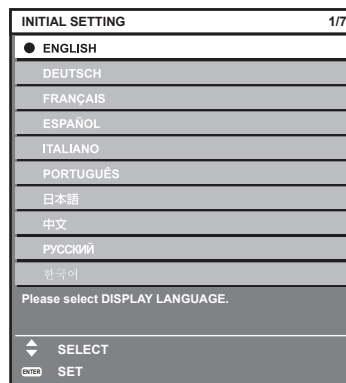 INITIAL SETTING 1/7
ENGLISH
DEUTSCH
FRANÇAIS
ESPAÑOL
ITALIANO
PORTUGUÊS
日本語
中文
РУССКИЙ
한국어
Please select DISPLAY LANGUAGE.
SELECT
ENTER SET